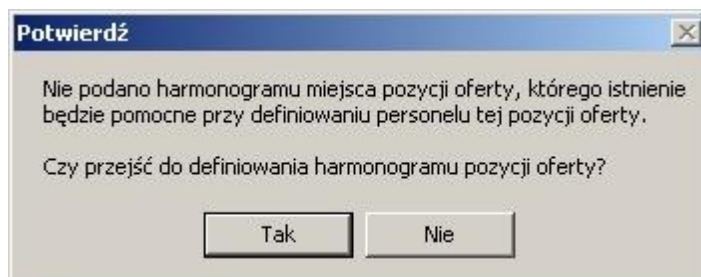 Potwierdź
Nie podano harmonogramu miejsca pozycji oferty, którego istnienie
będzie pomocne przy definiowaniu personelu tej pozycji oferty.
Czy przejść do definiowania harmonogramu pozycji oferty?
Tak
Nie